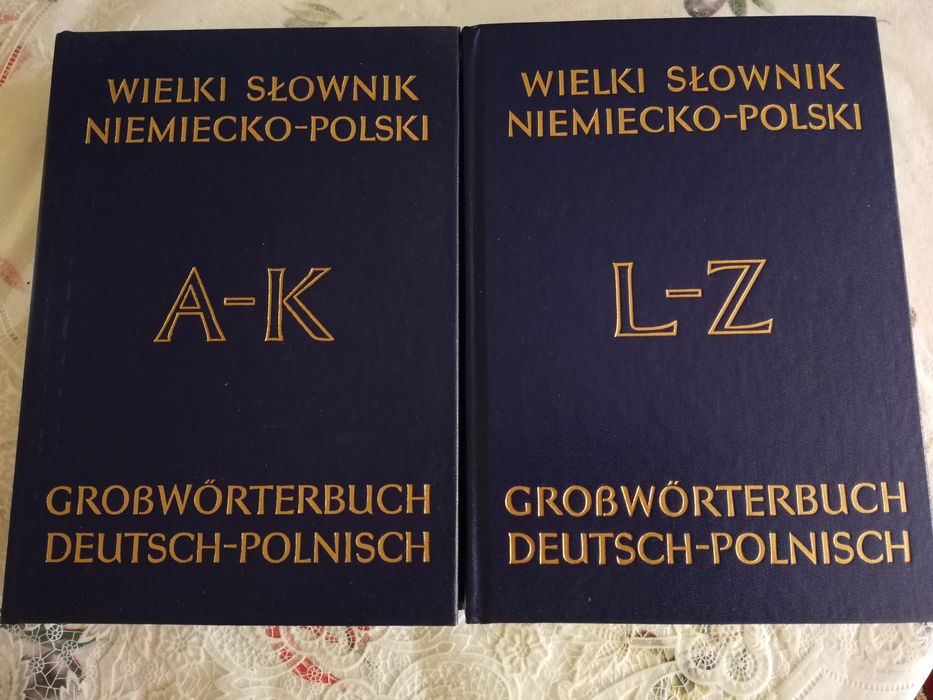 WIELKI SŁOWNIK
NIEMIECKO-POLSKI
A-K
GROßWÖRTERBUCH
DEUTSCH-POLNISCH
WIELKI SŁOWNIK
NIEMIECKO-POLSKI
L-Z
GROßWÖRTERBUCH
DEUTSCH-POLNISCH